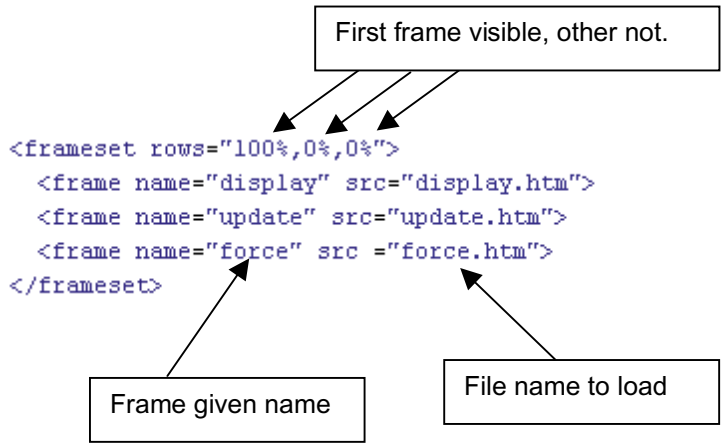 First frame visible, other not.
<frameset rows="100%,0%,0%">
<frame name="display" src="display.htm">
<frame name="update" src="update.htm">
<frame name="force" src ="force.htm">
</frameset>
Frame given name
File name to load